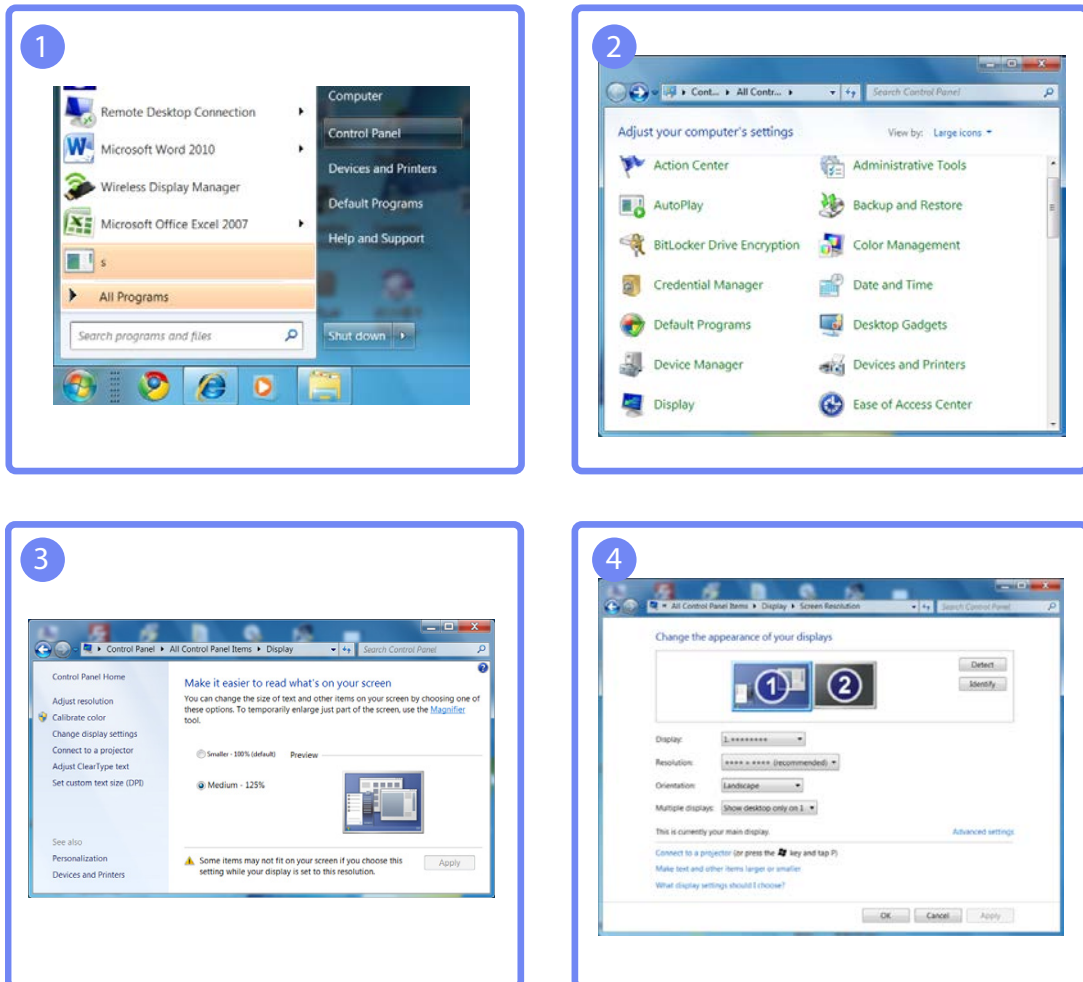 1
Remote Desktop Connection
Microsoft Word 2010
Wireless Display Manager
Microsoft Office Excel 2007
s
All Programs
Search programs and files
Computer
Control Panel
Devices and Printers
Default Programs
Help and Support
Shut down
2
Cont... All Contr...
Search Control Panel
Adjust your computer's settings
View by: Large icons
Action Center
Administrative Tools
AutoPlay
Backup and Restore
BitLocker Drive Encryption
Color Management
Credential Manager
Date and Time
Default Programs
Desktop Gadgets
Device Manager
Devices and Printers
Display
Ease of Access Center
3
Control Panel All Control Panel Items Display
Search Control Panel
Control Panel Home
Adjust resolution
Calibrate color
Change display settings
Connect to a projector
Adjust ClearType text
Set custom text size (DPI)
See also
Personalization
Devices and Printers
Make it easier to read what's on your screen
You can change the size of text and other items on your screen by choosing one of
these options. To temporarily enlarge just part of the screen, use the Magnifier
tool.
Smaller - 100% (default) Preview
Medium - 125%
Some items may not fit on your screen if you choose this
setting while your display is set to this resolution.
Apply
4
All Control Panel Items Display Screen Resolution
Search Control Panel
Change the appearance of your displays
1 2
Detect
Identify
Display: 1.********
Resolution: **** × **** (recommended)
Orientation: Landscape
Multiple displays: Show desktop only on 1
This is currently your main display.
Advanced settings
Connect to a projector (or press the key and tap P)
Make text and other items larger or smaller
What display settings should I choose?
OK Cancel Apply